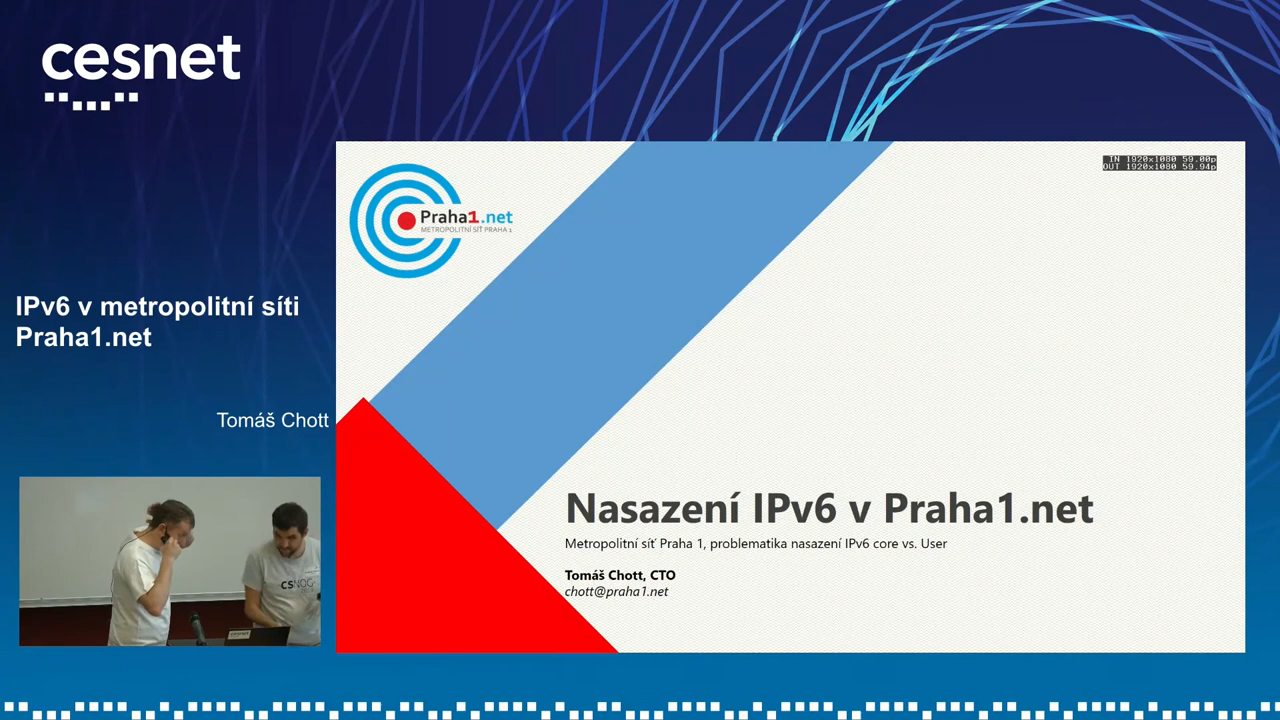 cesnet
IPv6 v metropolitní síti
Praha1.net
Tomáš Chott
Praha1.net
METROPOLITNÍ SÍŤ PRAHA 1
IN 1920x1080 59.00p
OUT 1920x1080 59.94p
Nasazení IPv6 v Praha1.net
Metropolitní síť Praha 1, problematika nasazení IPv6 core vs. User
Tomáš Chott, CTO
chott@praha1.net
CSNOG
cesnet